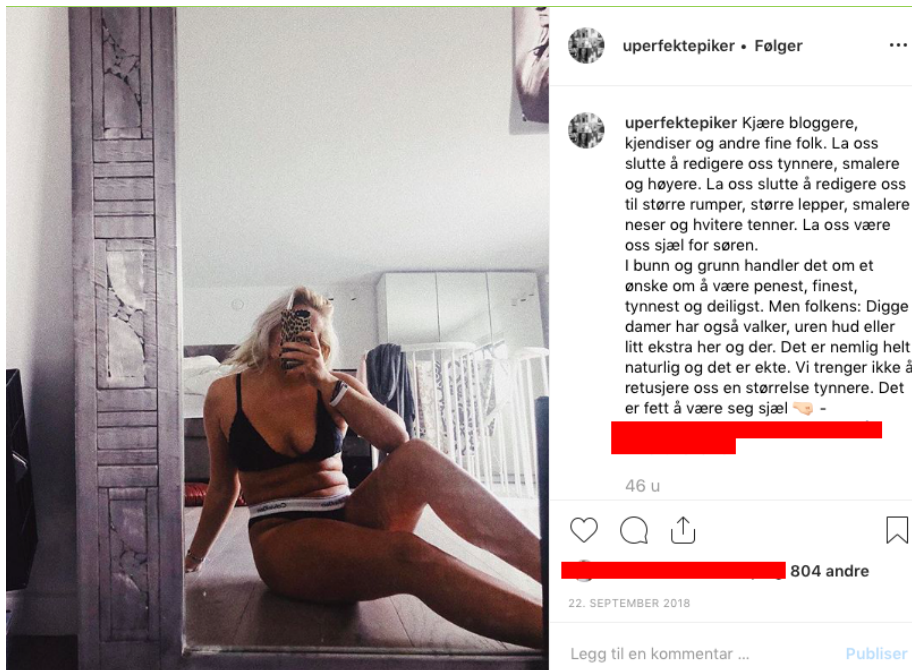 uperfektepiker • Følger
uperfektepiker Kjære bloggere,
kjendiser og andre fine folk. La oss
slutte å redigere oss tynnere, smalere
og høyere. La oss slutte å redigere oss
til større rumper, større lepper, smalere
neser og hvitere tenner. La oss være
oss sjæl for søren.
I bunn og grunn handler det om et
ønske om å være penest, finest,
tynnest og deiligst. Men folkens: Digge
damer har også valker, uren hud eller
litt ekstra her og der. Det er nemlig helt
naturlig og det er ekte. Vi trenger ikke å
retusjere oss en størrelse tynnere. Det
er fett å være seg sjæl 🤜🏻 -
46 u
804 andre
22. SEPTEMBER 2018
Legg til en kommentar ... Publiser